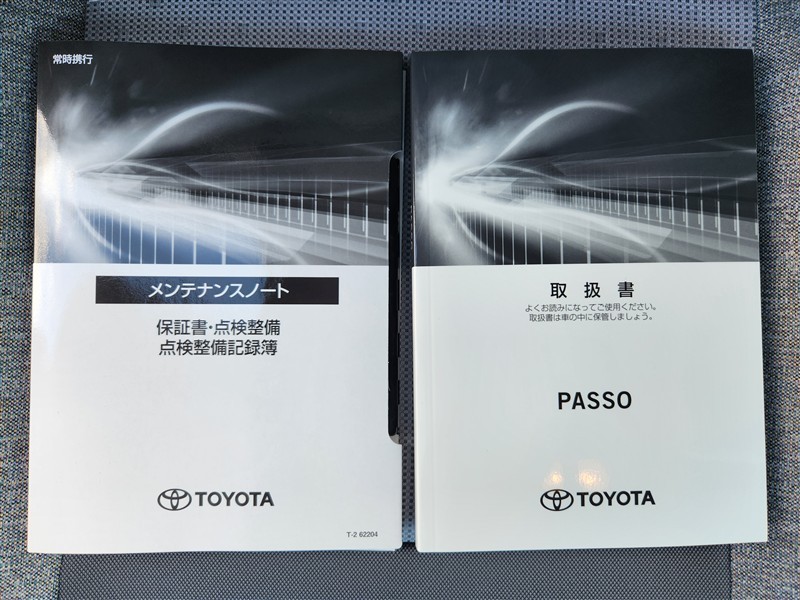 常時携行
メンテナンスノート
保証書・点検整備
点検整備記録簿
TOYOTA
T-2 62204
取扱書
よくお読みになってご使用ください。
取扱書は車の中に保管しましょう。
PASSO
TOYOTA